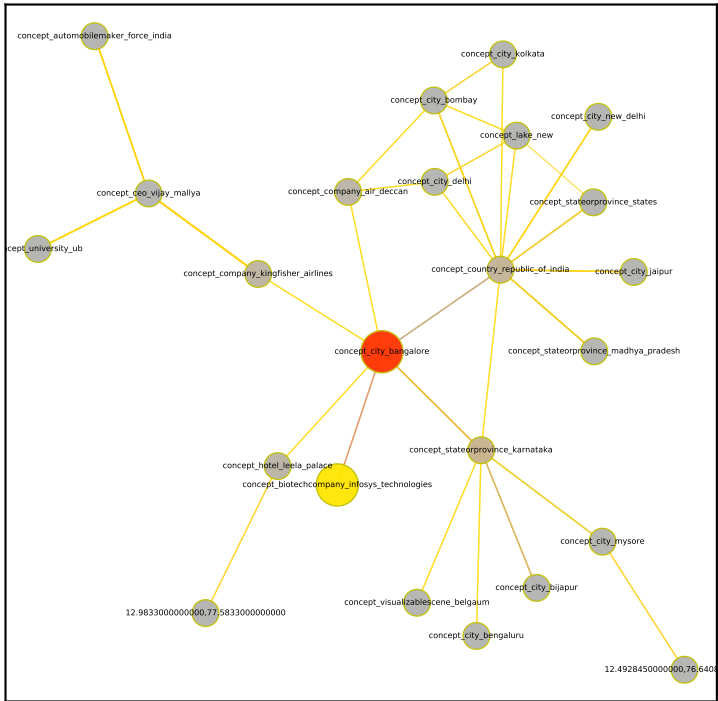 concept_automobilemaker_force_india
concept_city_kolkata
concept_city_bombay
concept_city_new_delhi
concept_lake_new
concept_city_delhi
concept_company_air_deccan
concept_ceo_vijay_mallya
concept_stateorprovince_states
cept_university_ub
concept_country_republic_of_india
concept_city_jaipur
concept_company_kingfisher_airlines
concept_city_bangalore
concept_stateorprovince_madhya_pradesh
concept_stateorprovince_karnataka
concept_hotel_leela_palace
concept_biotechcompany_infosys_technologies
concept_city_mysore
concept_city_bijapur
concept_visualizablescene_belgaum
12.9833000000000,77.5833000000000
concept_city_bengaluru
12.4928450000000,76.6408